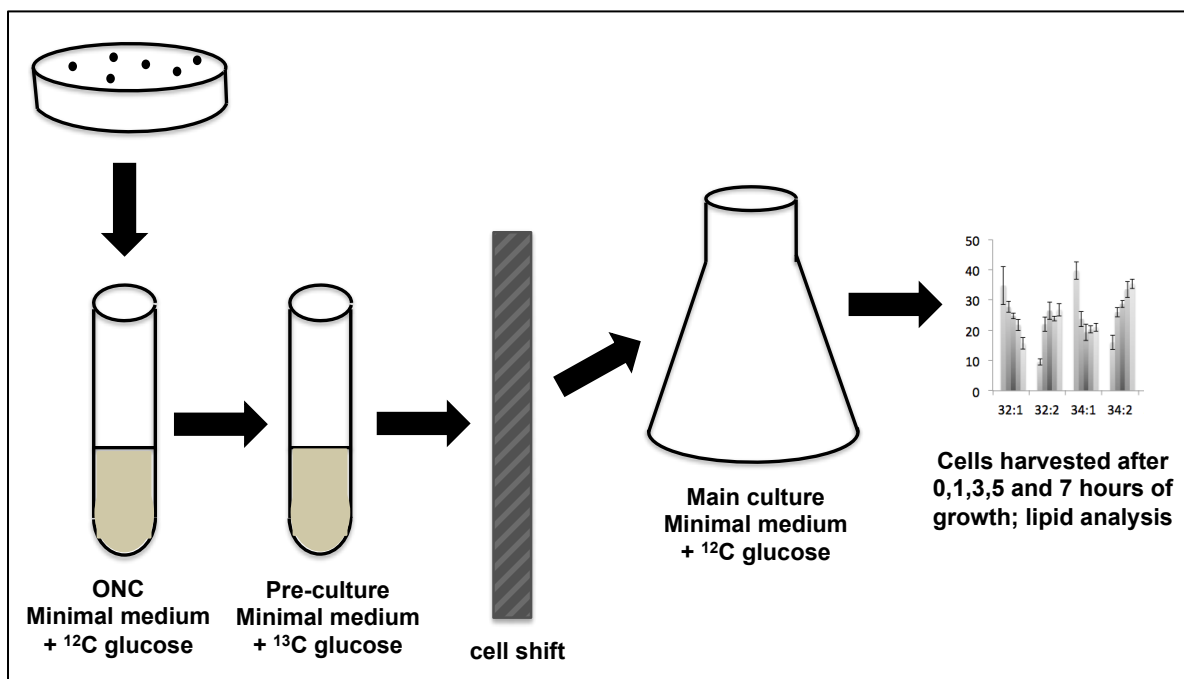 ONC
Minimal medium
+ ¹²C glucose
Pre-culture
Minimal medium
+ ¹³C glucose
cell shift
Main culture
Minimal medium
+ ¹²C glucose
50
40
30
20
10
0
32:1 32:2 34:1 34:2
Cells harvested after
0,1,3,5 and 7 hours of
growth; lipid analysis